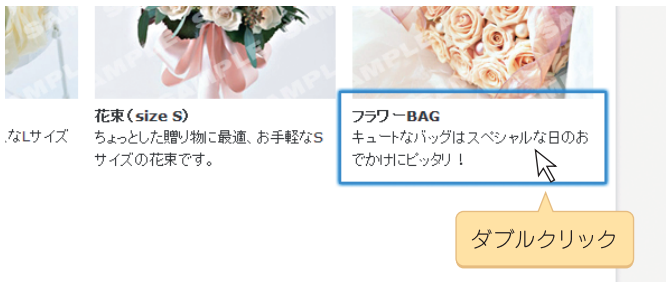 SAMPLE
花束（size S）
フラワーBAG
なLサイズ
ちょっとした贈り物に最適、お手軽なS
サイズの花束です。
キュートなバッグはスペシャルな日のお
でかけにピッタリ！
ダブルクリック